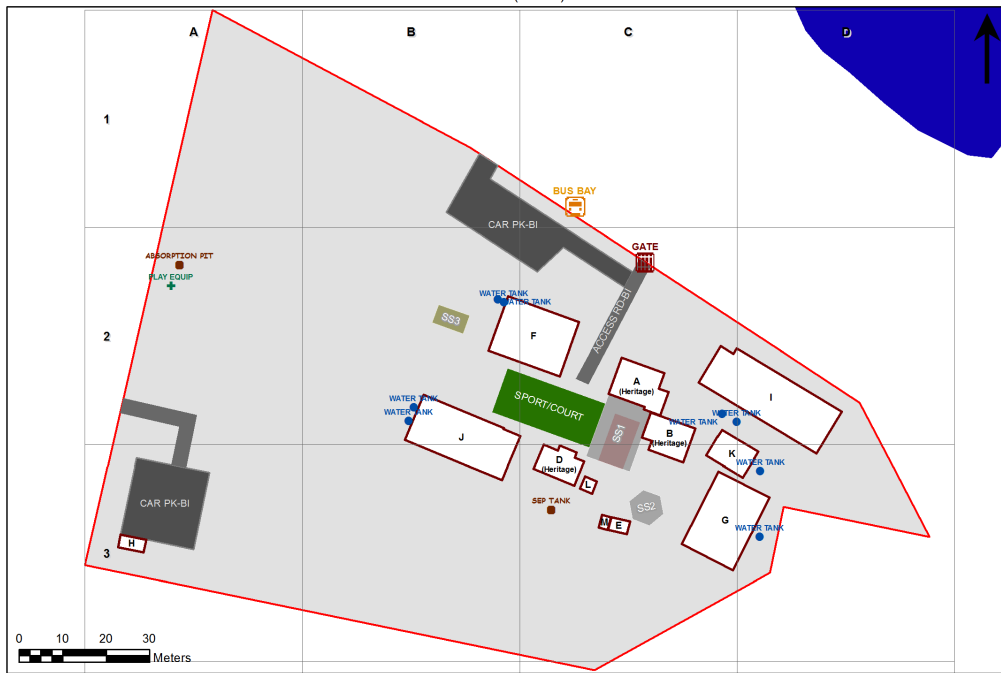 A
B
C
D
1
BUS BAY
CAR PK-BI
GATE
ABSORPTION PIT
PLAY EQUIP
WATER TANK
WATER TANK
ACCESS RD-BI
SS3
F
2
A
(Heritage)
I
SPORT/COURT
WATER TANK
WATER TANK
WATER TANK
WATER TANK
SS1
B
(Heritage)
J
K
D
(Heritage)
WATER TANK
L
SEP TANK
CAR PK-BI
SS2
G
M
E
WATER TANK
H
3
0 10 20 30
Meters